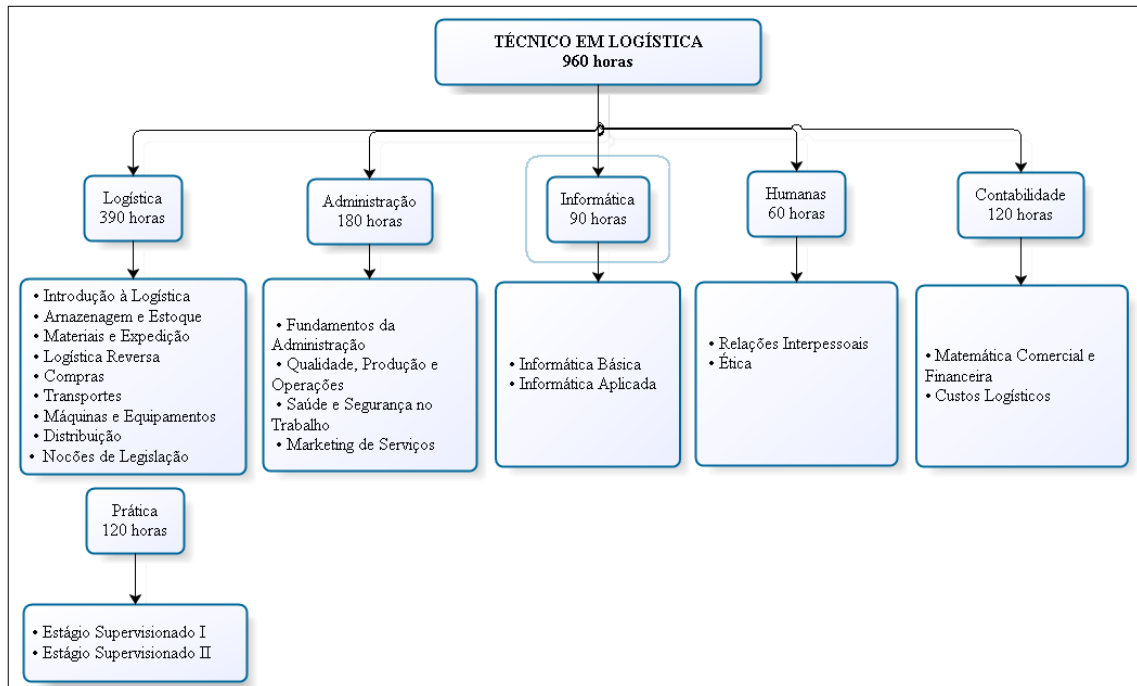 TÉCNICO EM LOGÍSTICA
960 horas
Logística
390 horas
Administração
180 horas
Informática
90 horas
Humanas
60 horas
Contabilidade
120 horas
• Introdução à Logística
• Armazenagem e Estoque
• Materiais e Expedição
• Logística Reversa
• Compras
• Transportes
• Máquinas e Equipamentos
• Distribuição
• Nocões de Legislação
• Fundamentos da
Administração
• Qualidade, Produção e
Operações
• Saúde e Segurança no
Trabalho
• Marketing de Serviços
• Informática Básica
• Informática Aplicada
• Relações Interpessoais
• Ética
• Matemática Comercial e
Financeira
• Custos Logísticos
Prática
120 horas
• Estágio Supervisionado I
• Estágio Supervisionado II